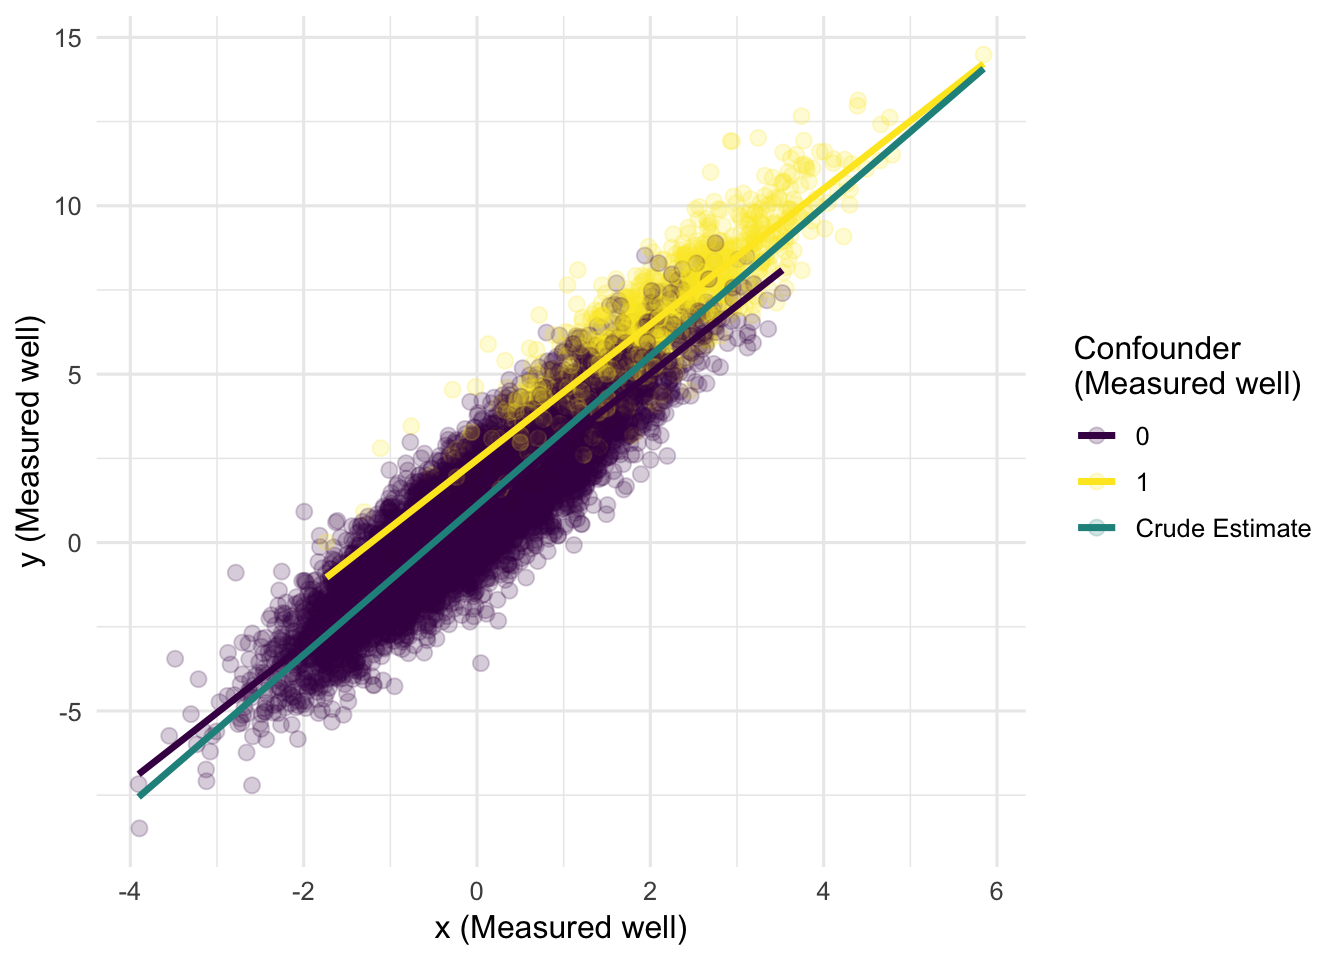 15
10
5
0
-5
-4
-2
0
2
4
6
x (Measured well)
y (Measured well)
Confounder
(Measured well)
0
1
Crude Estimate